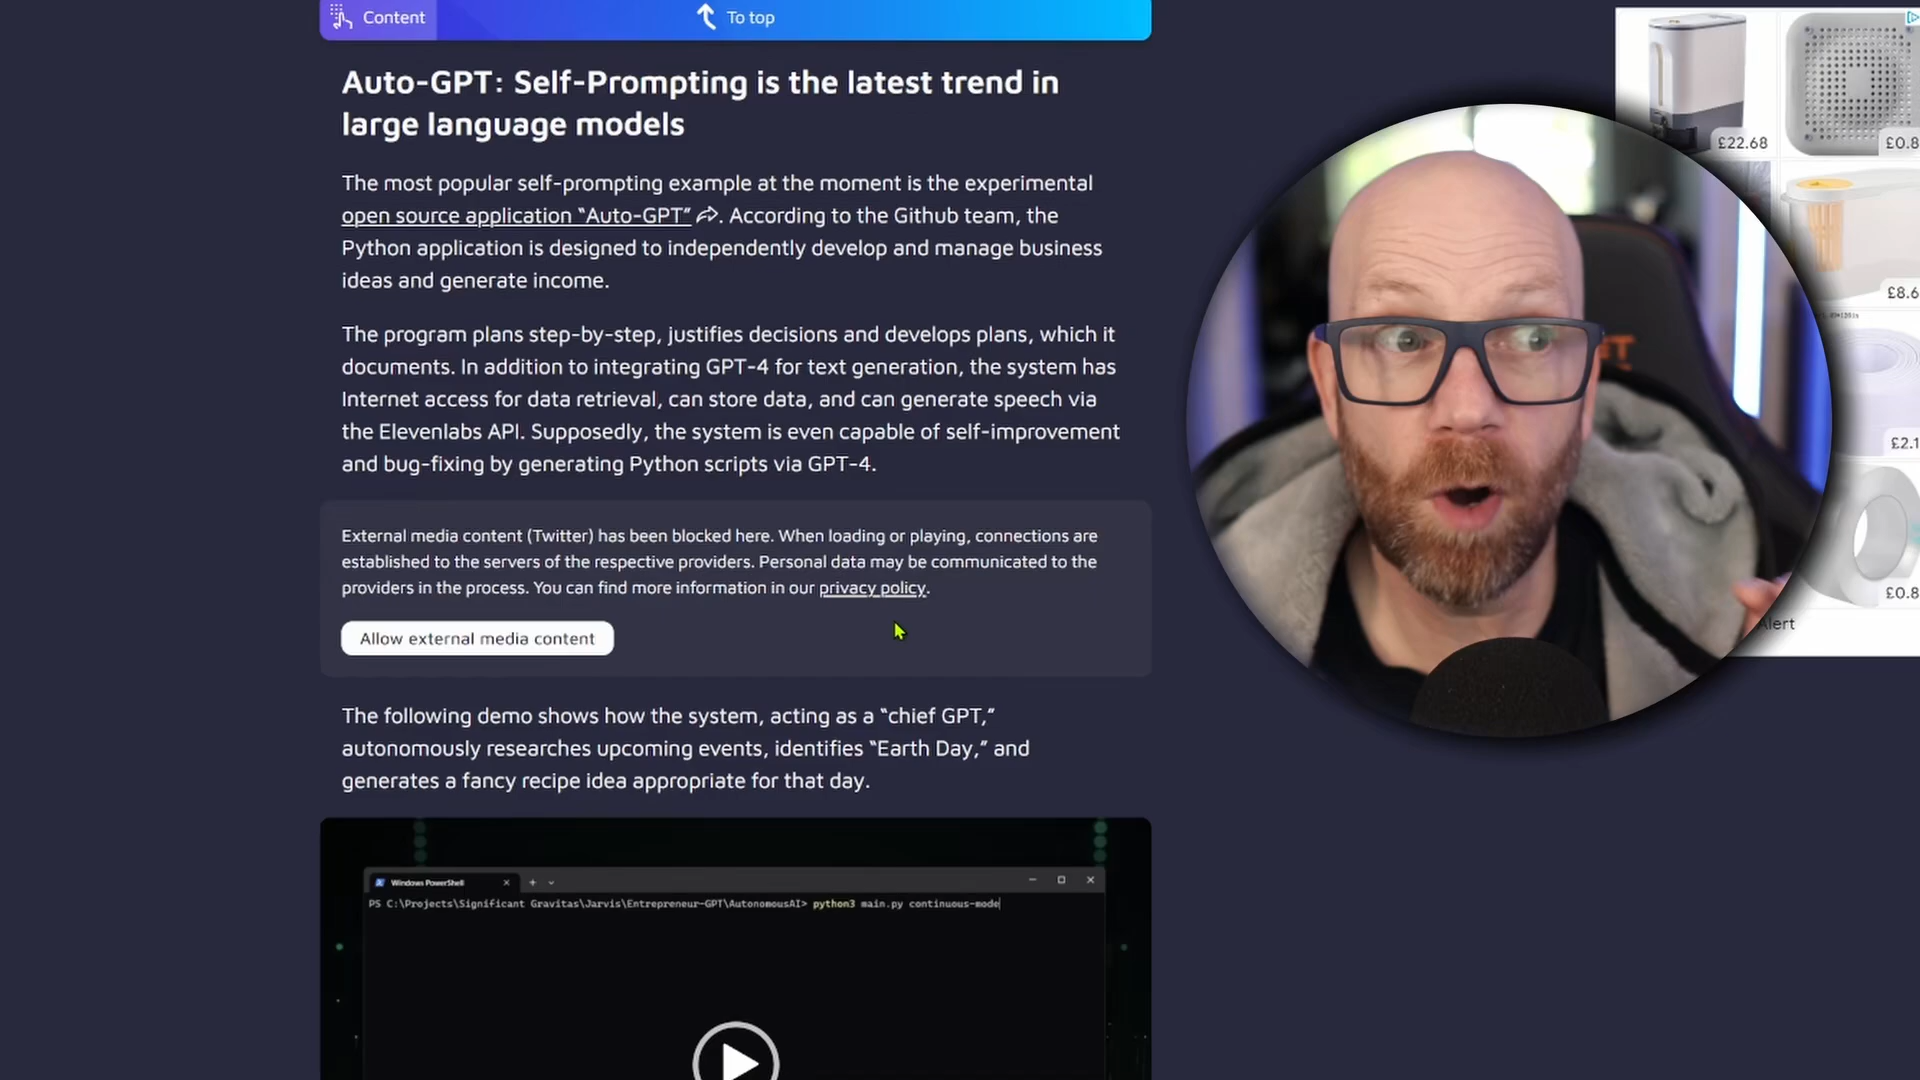 Content
To top
Auto-GPT: Self-Prompting is the latest trend in
large language models
The most popular self-prompting example at the moment is the experimental
open source application “Auto-GPT”. According to the Github team, the
Python application is designed to independently develop and manage business
ideas and generate income.
The program plans step-by-step, justifies decisions and develops plans, which it
documents. In addition to integrating GPT-4 for text generation, the system has
Internet access for data retrieval, can store data, and can generate speech via
the Elevenlabs API. Supposedly, the system is even capable of self-improvement
and bug-fixing by generating Python scripts via GPT-4.
External media content (Twitter) has been blocked here. When loading or playing, connections are
established to the servers of the respective providers. Personal data may be communicated to the
providers in the process. You can find more information in our privacy policy.
Allow external media content
The following demo shows how the system, acting as a “chief GPT,”
autonomously researches upcoming events, identifies “Earth Day,” and
generates a fancy recipe idea appropriate for that day.
Windows PowerShell
PS C:\Projects\Significant Gravitas\Jarvis\Entrepreneur-GPT\AutonomousAI> python3 main.py continuous-mode
£22.68
£0.8
£8.6
£2.1
£0.8
Alert